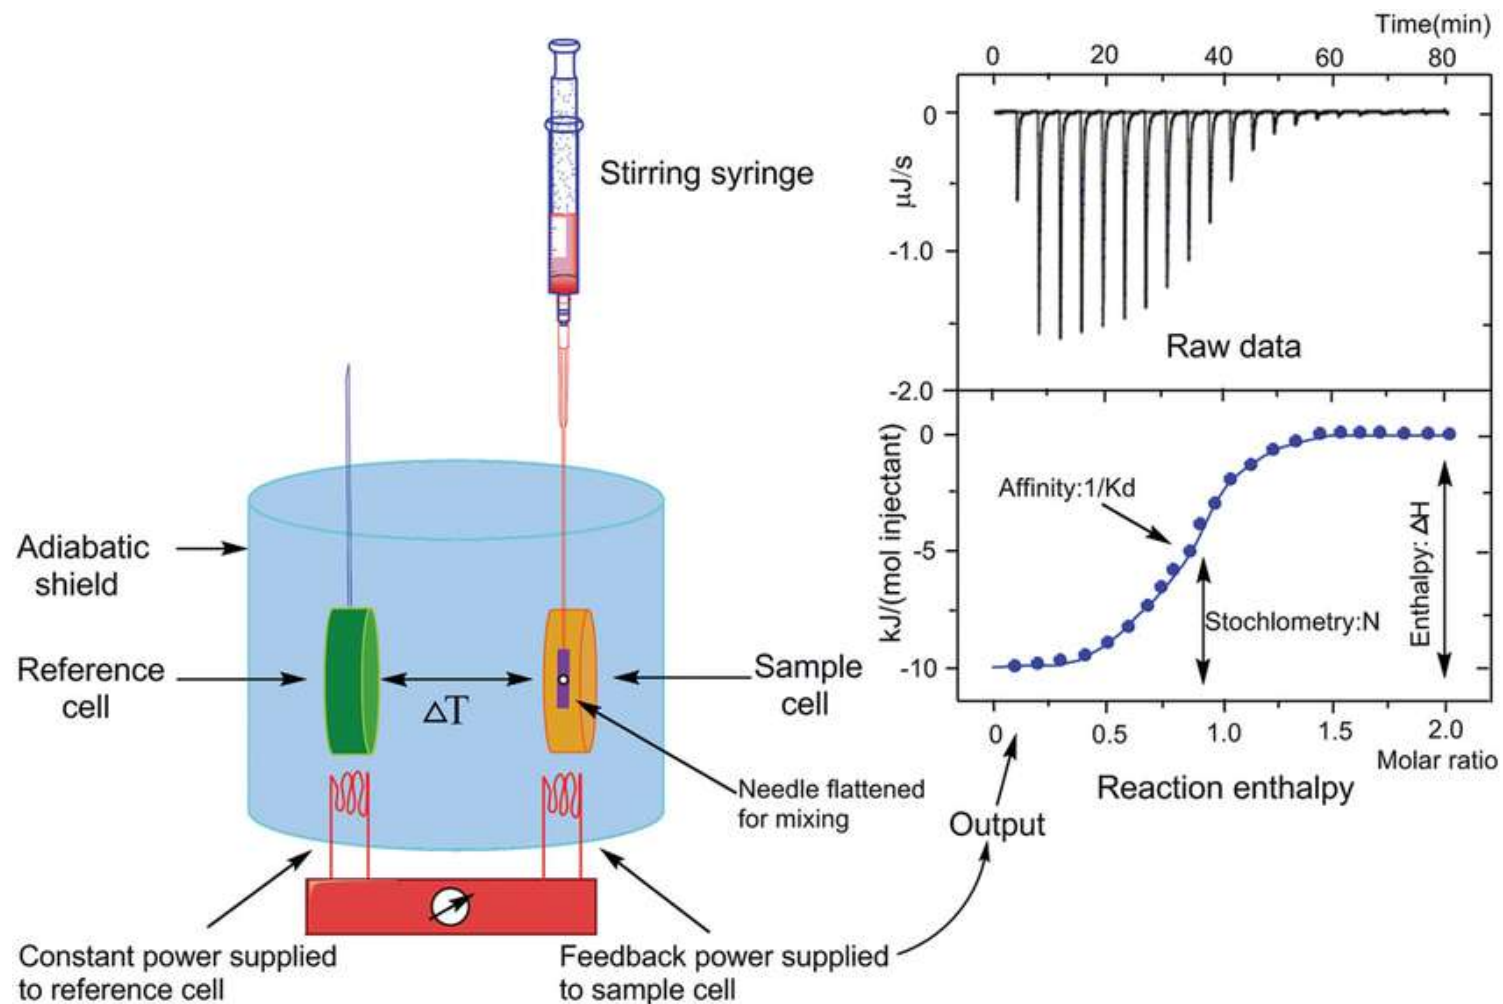 Stirring syringe
Adiabatic
shield
Reference
cell
ΔT
Sample
cell
Needle flattened
for mixing
Constant power supplied
to reference cell
Feedback power supplied
to sample cell
Output
Time(min)
0 20 40 60 80
0
-1.0
-2.0
µJ/s
Raw data
0
-5
-10
kJ/(mol injectant)
Affinity:1/Kd
Stochlometry:N
Enthalpy: ΔH
0 0.5 1.0 1.5 2.0
Molar ratio
Reaction enthalpy